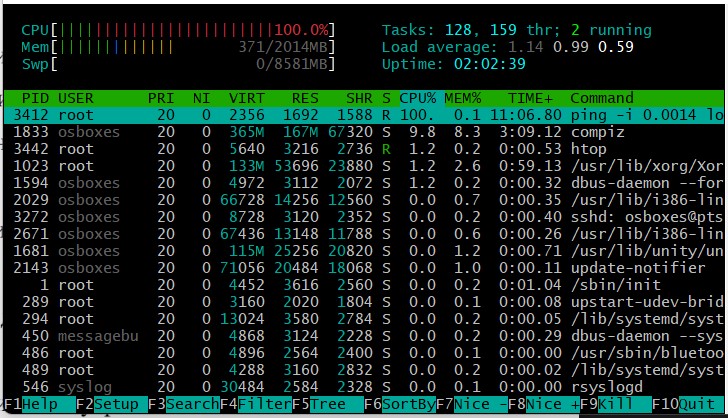 CPU[||||||||||||||||||||||||||100.0%] Tasks: 128, 159 thr; 2 running
Mem[|||||||||||||| 371/2014MB] Load average: 1.14 0.99 0.59
Swp[ 0/8581MB] Uptime: 02:02:39
PID USER PRI NI VIRT RES SHR S CPU% MEM% TIME+ Command
3412 root 20 0 2356 1692 1588 R 100. 0.1 11:06.80 ping -i 0.0014 lo
1833 osboxes 20 0 365M 167M 67320 S 9.8 8.3 3:09.12 compiz
3442 root 20 0 5640 3216 2736 R 1.2 0.2 0:00.53 htop
1023 root 20 0 133M 53696 23880 S 1.2 2.6 0:59.13 /usr/lib/xorg/Xor
1594 osboxes 20 0 4972 3112 2072 S 1.2 0.2 0:00.32 dbus-daemon --for
2029 osboxes 20 0 66728 14256 12560 S 0.0 0.7 0:00.35 /usr/lib/i386-lin
3272 osboxes 20 0 8728 3120 2352 S 0.0 0.2 0:00.40 sshd: osboxes@pts
2671 osboxes 20 0 67436 13148 11788 S 0.0 0.6 0:00.26 /usr/lib/i386-lin
1681 osboxes 20 0 115M 25256 20820 S 0.0 1.2 0:00.71 /usr/lib/unity/un
2143 osboxes 20 0 71056 20484 18068 S 0.0 1.0 0:00.11 update-notifier
1 root 20 0 4452 3616 2560 S 0.0 0.2 0:01.04 /sbin/init
289 root 20 0 3160 2020 1804 S 0.0 0.1 0:00.08 upstart-udev-brid
294 root 20 0 13024 3580 2784 S 0.0 0.2 0:00.05 /lib/systemd/syst
450 messagebu 20 0 4868 3124 2228 S 0.0 0.2 0:00.29 dbus-daemon --sys
486 root 20 0 4896 2564 2400 S 0.0 0.1 0:00.00 /usr/sbin/bluetoo
489 root 20 0 4288 3160 2832 S 0.0 0.2 0:00.02 /lib/systemd/syst
546 syslog 20 0 30484 2584 2328 S 0.0 0.1 0:00.00 rsyslogd
F1Help F2Setup F3SearchF4FilterF5Tree F6SortByF7Nice -F8Nice +F9Kill F10Quit